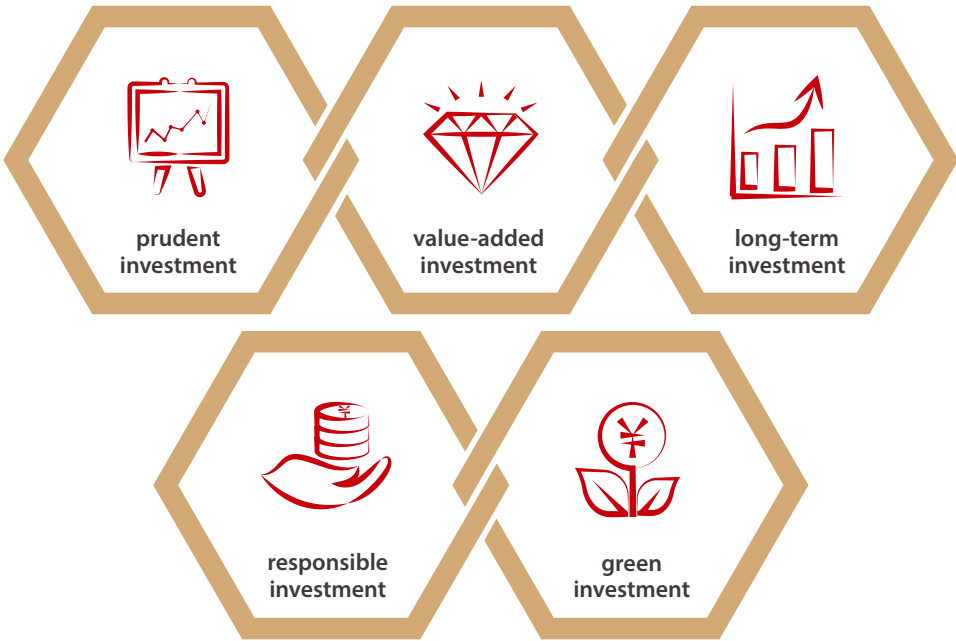 prudent
investment
value-added
investment
long-term
investment
¥
responsible
investment
¥
green
investment